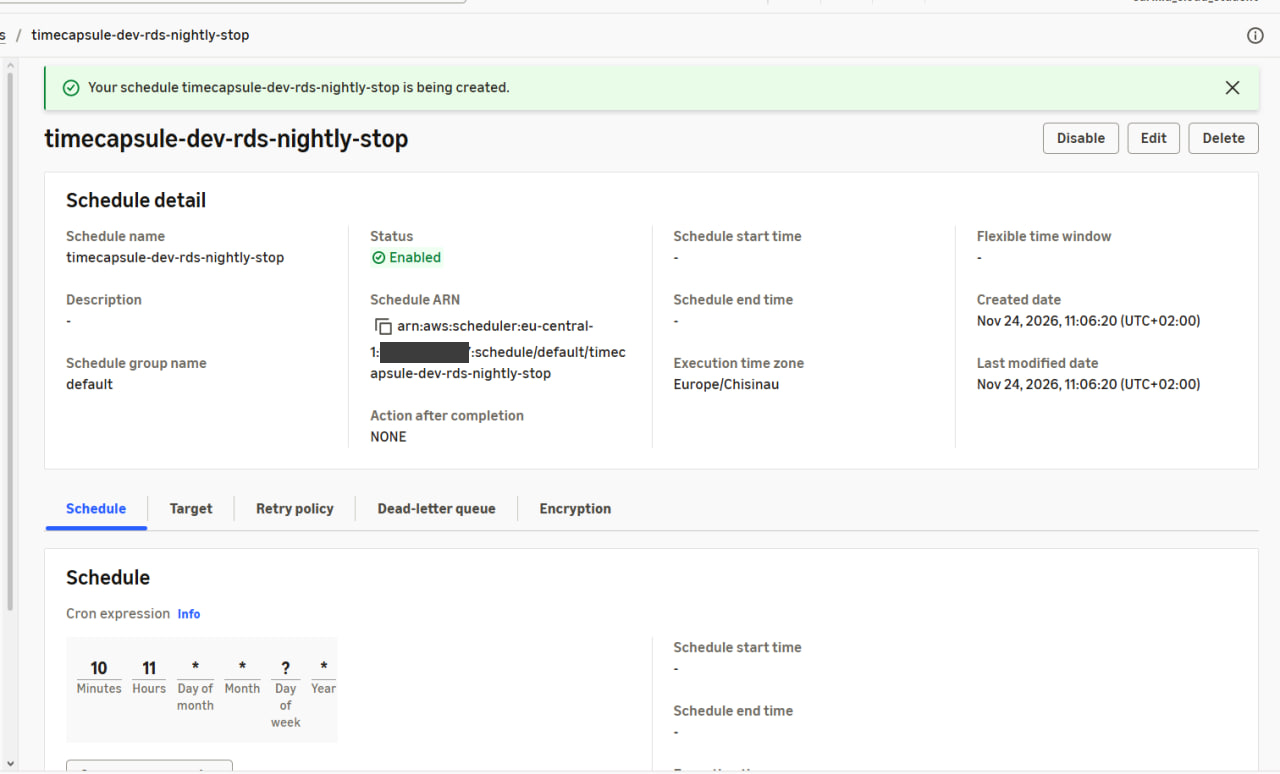 s / timecapsule-dev-rds-nightly-stop
Your schedule timecapsule-dev-rds-nightly-stop is being created.
timecapsule-dev-rds-nightly-stop
Disable
Edit
Delete
Schedule detail
Schedule name
timecapsule-dev-rds-nightly-stop
Description
-
Schedule group name
default
Status
Enabled
Schedule ARN
arn:aws:scheduler:eu-central-
1: :schedule/default/timec
apsule-dev-rds-nightly-stop
Action after completion
NONE
Schedule start time
-
Schedule end time
-
Execution time zone
Europe/Chisinau
Flexible time window
-
Created date
Nov 24, 2026, 11:06:20 (UTC+02:00)
Last modified date
Nov 24, 2026, 11:06:20 (UTC+02:00)
Schedule
Target
Retry policy
Dead-letter queue
Encryption
Schedule
Cron expression Info
10 11 * * ? *
Minutes Hours Day of Month Day Year
month of
week
Schedule start time
-
Schedule end time
-